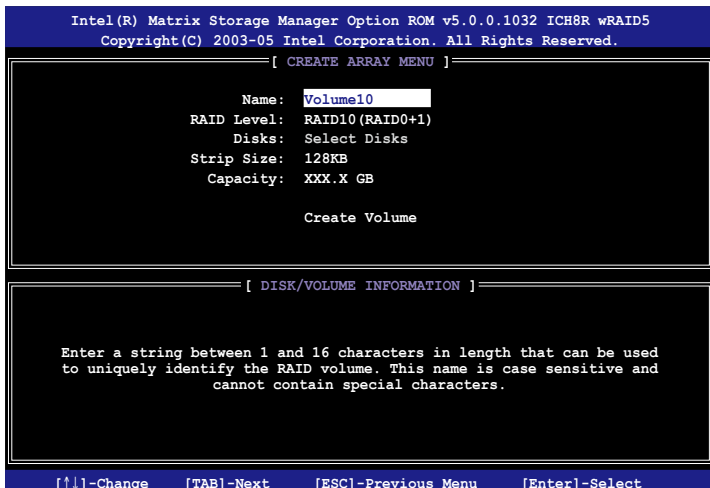 Intel(R) Matrix Storage Manager Option ROM v5.0.0.1032 ICH8R wRAID5
Copyright(C) 2003-05 Intel Corporation. All Rights Reserved.
[ CREATE ARRAY MENU ]
Name: Volume10
RAID Level: RAID10(RAID0+1)
Disks: Select Disks
Strip Size: 128KB
Capacity: XXX.X GB
Create Volume
[ DISK/VOLUME INFORMATION ]
Enter a string between 1 and 16 characters in length that can be used
to uniquely identify the RAID volume. This name is case sensitive and
cannot contain special characters.
[↑↓]-Change [TAB]-Next [ESC]-Previous Menu [Enter]-Select